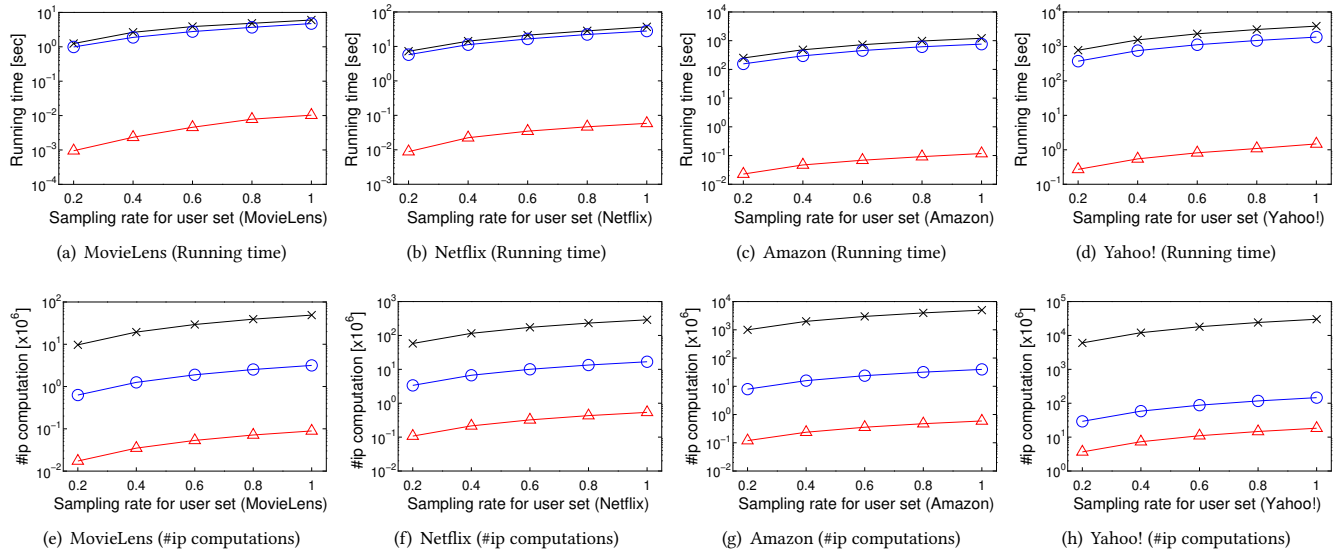 Running time [sec]
10^1
10^0
10^-1
10^-2
10^-3
10^-4
0.2 0.4 0.6 0.8 1
Sampling rate for user set (MovieLens)
(a) MovieLens (Running time)
Running time [sec]
10^2
10^1
10^0
10^-1
10^-2
10^-3
0.2 0.4 0.6 0.8 1
Sampling rate for user set (Netflix)
(b) Netflix (Running time)
Running time [sec]
10^4
10^3
10^2
10^1
10^0
10^-1
10^-2
0.2 0.4 0.6 0.8 1
Sampling rate for user set (Amazon)
(c) Amazon (Running time)
Running time [sec]
10^4
10^3
10^2
10^1
10^0
10^-1
0.2 0.4 0.6 0.8 1
Sampling rate for user set (Yahoo!)
(d) Yahoo! (Running time)
#ip computation [x10^6]
10^2
10^1
10^0
10^-1
10^-2
0.2 0.4 0.6 0.8 1
Sampling rate for user set (MovieLens)
(e) MovieLens (#ip computations)
#ip computation [x10^6]
10^3
10^2
10^1
10^0
10^-1
10^-2
0.2 0.4 0.6 0.8 1
Sampling rate for user set (Netflix)
(f) Netflix (#ip computations)
#ip computation [x10^6]
10^4
10^3
10^2
10^1
10^0
10^-1
10^-2
0.2 0.4 0.6 0.8 1
Sampling rate for user set (Amazon)
(g) Amazon (#ip computations)
#ip computation [x10^6]
10^5
10^4
10^3
10^2
10^1
10^0
0.2 0.4 0.6 0.8 1
Sampling rate for user set (Yahoo!)
(h) Yahoo! (#ip computations)